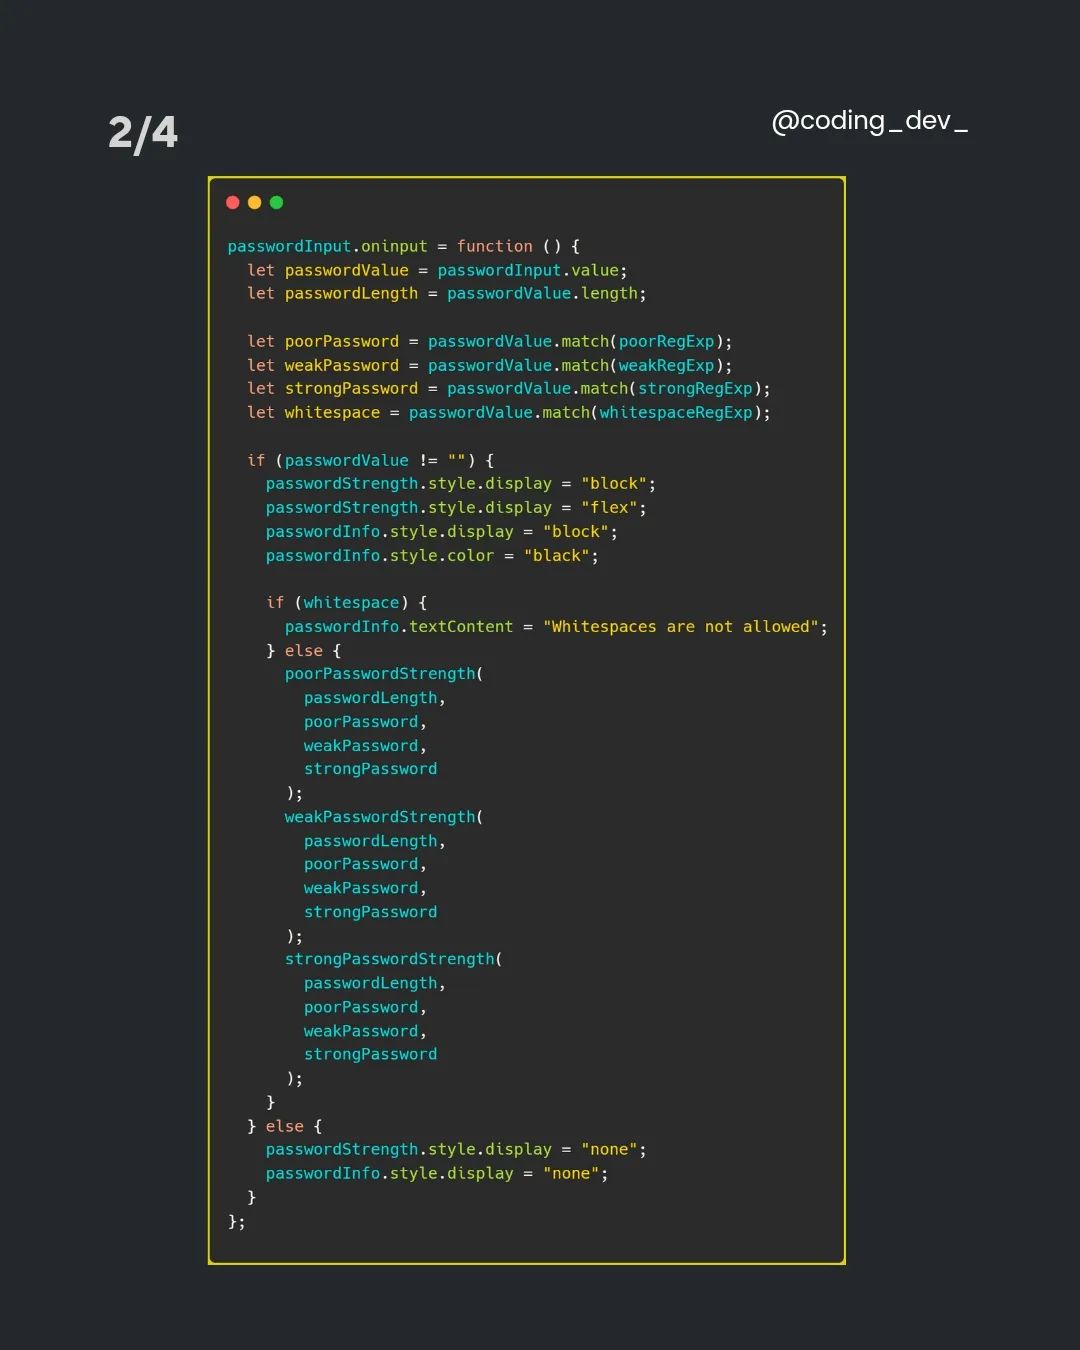 2/4
@coding_dev_
passwordInput.oninput = function () {
  let passwordValue = passwordInput.value;
  let passwordLength = passwordValue.length;

  let poorPassword = passwordValue.match(poorRegExp);
  let weakPassword = passwordValue.match(weakRegExp);
  let strongPassword = passwordValue.match(strongRegExp);
  let whitespace = passwordValue.match(whitespaceRegExp);

  if (passwordValue != "") {
    passwordStrength.style.display = "block";
    passwordStrength.style.display = "flex";
    passwordInfo.style.display = "block";
    passwordInfo.style.color = "black";

    if (whitespace) {
      passwordInfo.textContent = "Whitespaces are not allowed";
    } else {
      poorPasswordStrength(
        passwordLength,
        poorPassword,
        weakPassword,
        strongPassword
      );
      weakPasswordStrength(
        passwordLength,
        poorPassword,
        weakPassword,
        strongPassword
      );
      strongPasswordStrength(
        passwordLength,
        poorPassword,
        weakPassword,
        strongPassword
      );
    }
  } else {
    passwordStrength.style.display = "none";
    passwordInfo.style.display = "none";
  }
};